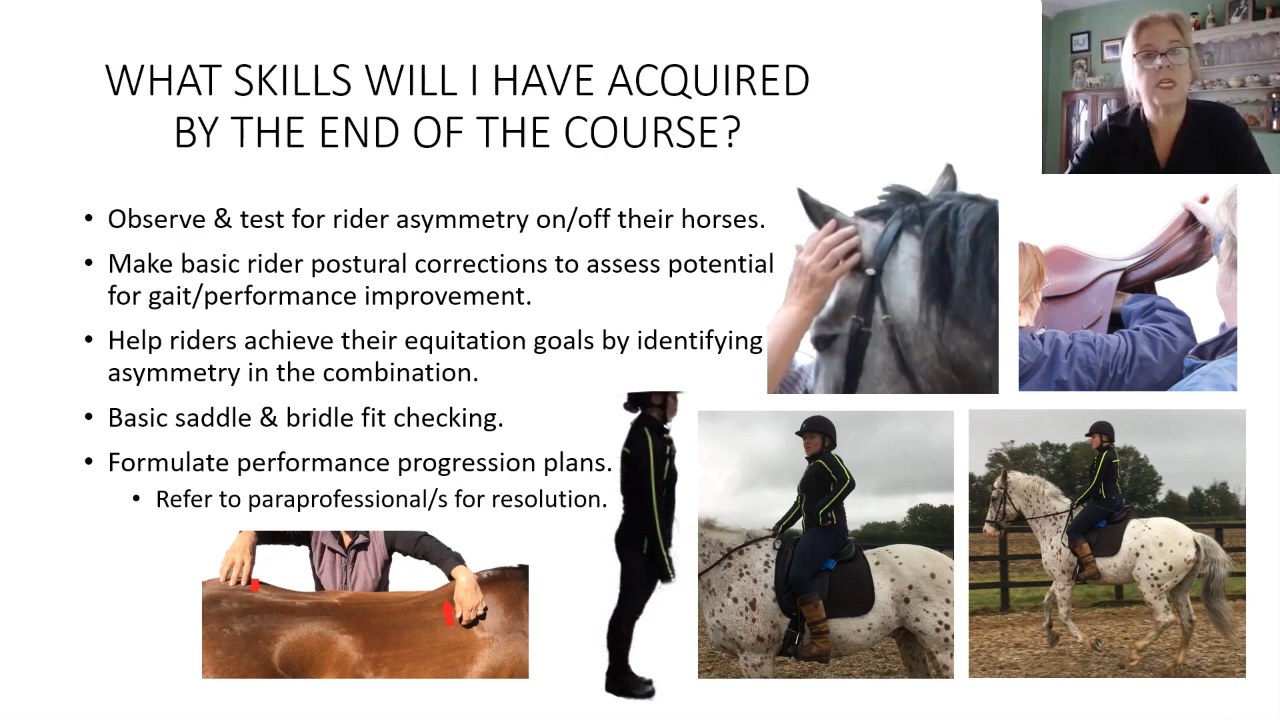 WHAT SKILLS WILL I HAVE ACQUIRED
BY THE END OF THE COURSE?
• Observe & test for rider asymmetry on/off their horses.
• Make basic rider postural corrections to assess potential
for gait/performance improvement.
• Help riders achieve their equitation goals by identifying
asymmetry in the combination.
• Basic saddle & bridle fit checking.
• Formulate performance progression plans.
• Refer to paraprofessional/s for resolution.